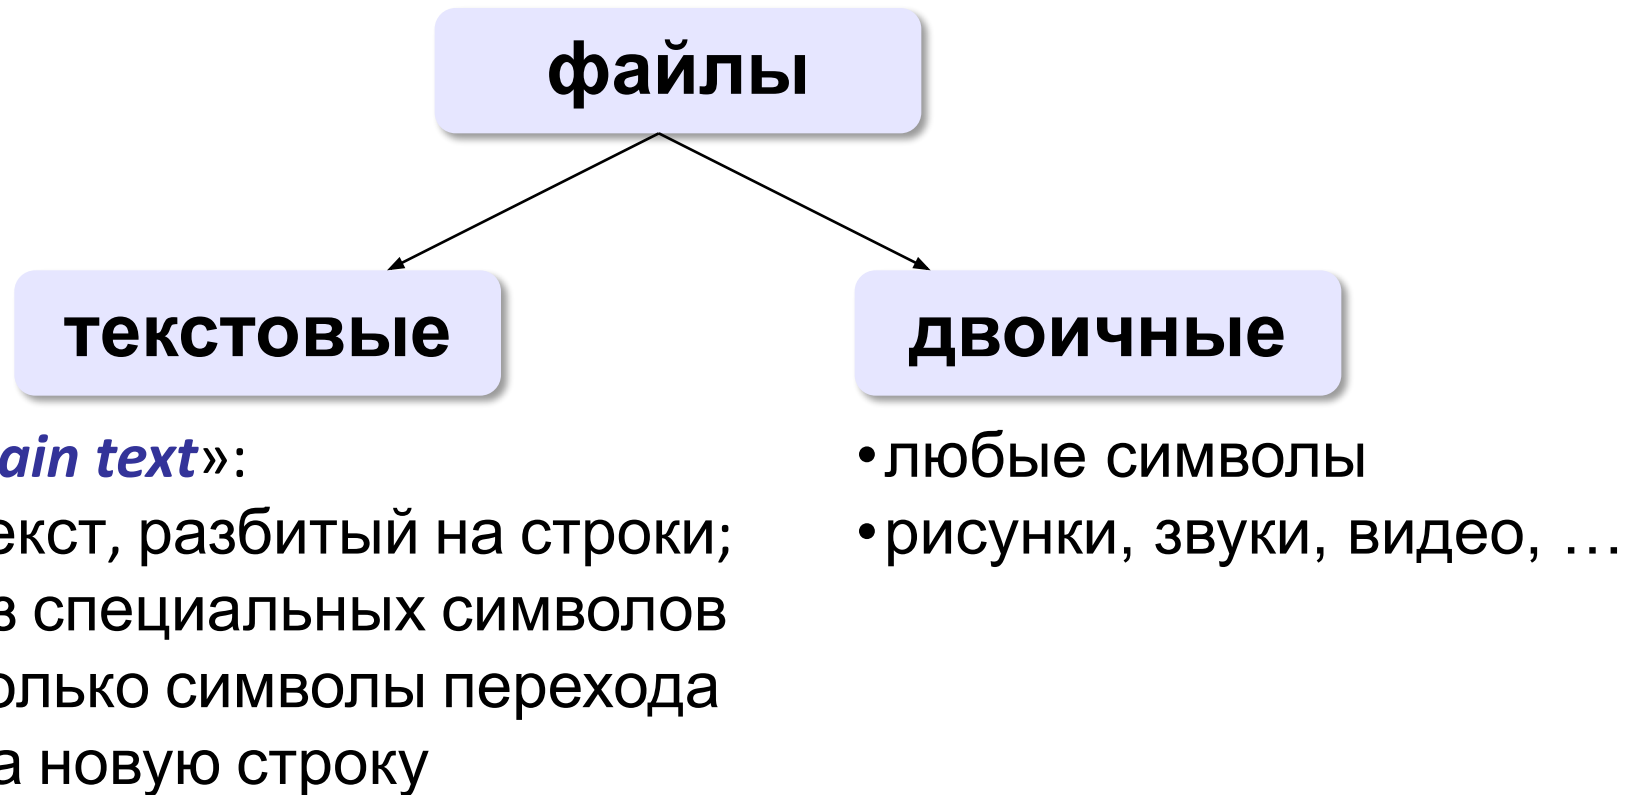 файлы
текстовые
двоичные
ain text»:
екст, разбитый на строки;
з специальных символов
олько символы перехода
а новую строку
•любые символы
•рисунки, звуки, видео, …